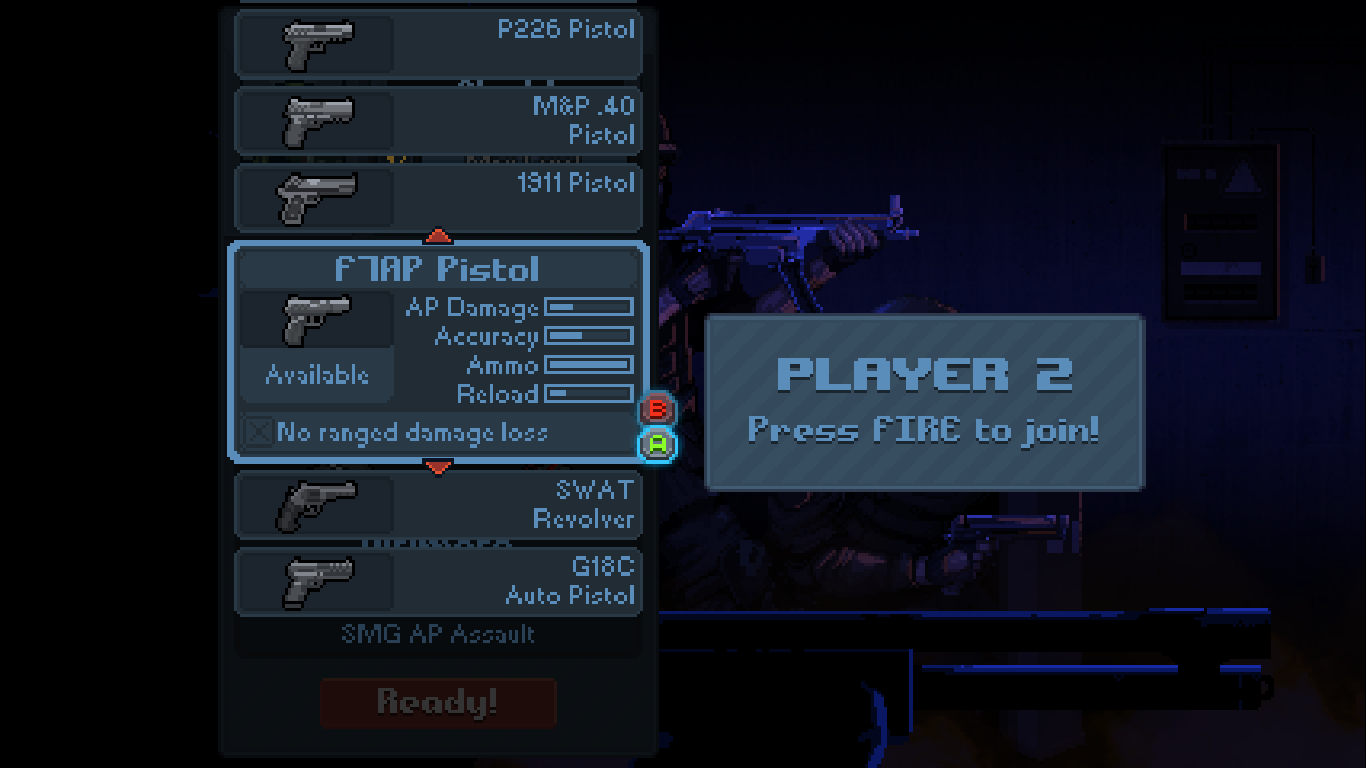 P226 Pistol
M&P .40
Pistol
1911 Pistol
F7AP Pistol
AP Damage
Accuracy
Ammo
Reload
Available
No ranged damage loss
B
A
SWAT
Revolver
G18C
Auto Pistol
SMG AP Assault
Ready!
PLAYER 2
Press FIRE to join!